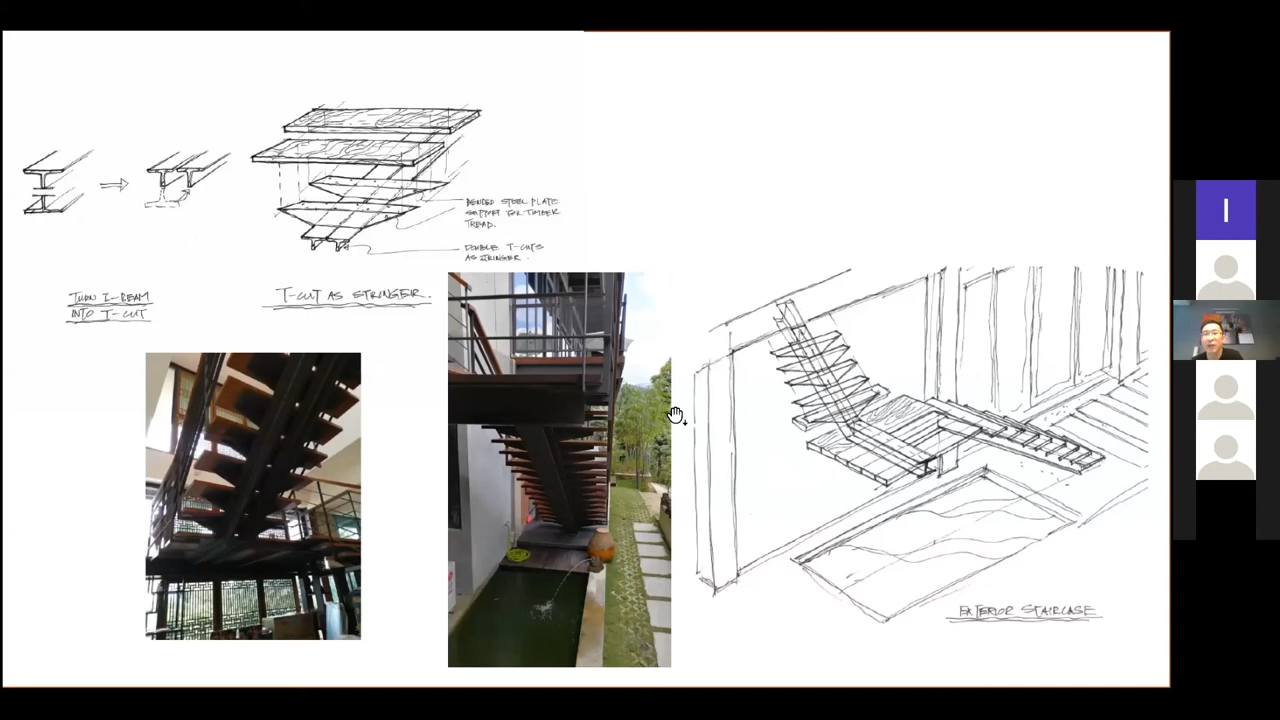 BENDED STEEL PLATE
SUPPORT FOR TIMBER
TREAD.
DOUBLE T-CUTS
AS STRINGER.
TURN I-BEAM
INTO T-CUT
T-CUT AS STRINGER.
EXTERIOR STAIRCASE
I